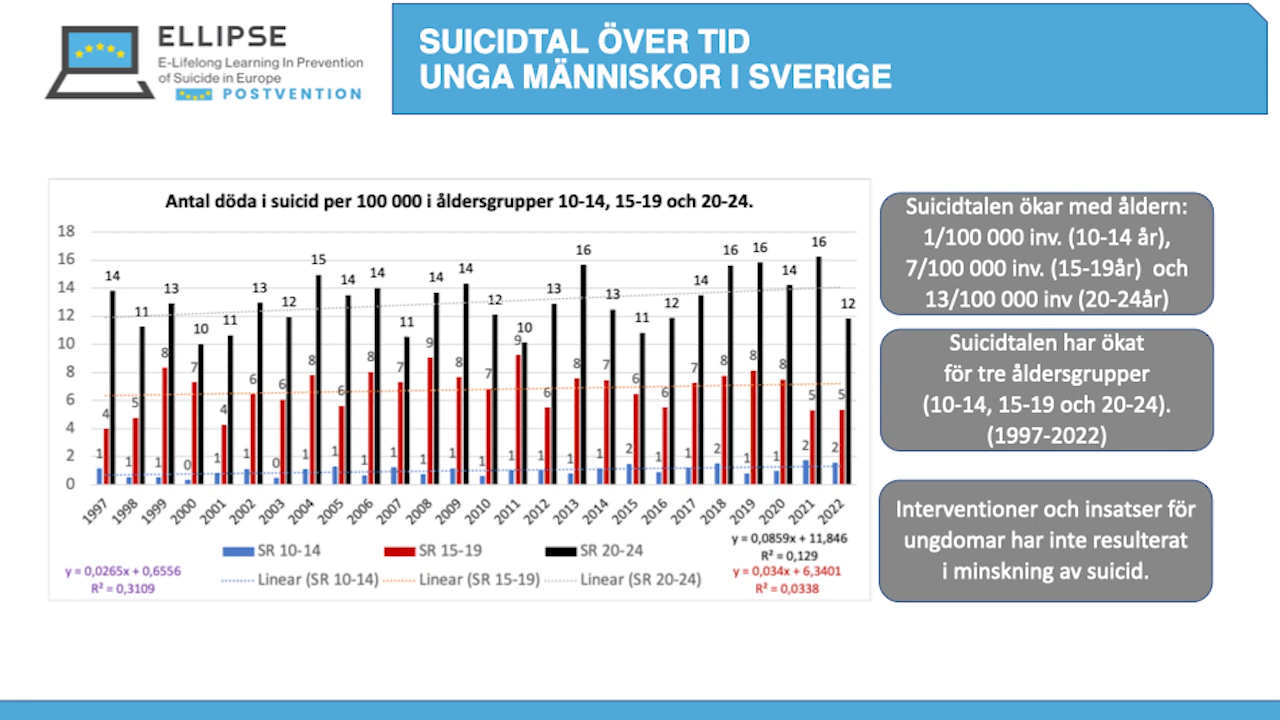 ELLIPSE
E-Lifelong Learning In Prevention
of Suicide in Europe
POSTVENTION
SUICIDTAL ÖVER TID
UNGA MÄNNISKOR I SVERIGE
Antal döda i suicid per 100 000 i åldersgrupper 10-14, 15-19 och 20-24.
18
16
14
12
10
8
6
4
2
0
14 11 13 10 11 13 12 15 14 14 11 14 14 12 10 13 16 13 11 12 14 16 16 14 16 12
4 5 8 7 4 6 6 8 6 8 7 9 8 7 9 6 8 7 6 6 7 8 8 8 5 5
1 1 1 0 1 1 0 1 1 1 1 1 1 1 1 1 1 1 2 1 1 2 1 1 2 2
1997 1998 1999 2000 2001 2002 2003 2004 2005 2006 2007 2008 2009 2010 2011 2012 2013 2014 2015 2016 2017 2018 2019 2020 2021 2022
SR 10-14 SR 15-19 SR 20-24
Linear (SR 10-14) Linear (SR 15-19) Linear (SR 20-24)
y = 0,0265x + 0,6556
R² = 0,3109
y = 0,0859x + 11,846
R² = 0,129
y = 0,034x + 6,3401
R² = 0,0338
Suicidtalen ökar med åldern:
1/100 000 inv. (10-14 år),
7/100 000 inv. (15-19år) och
13/100 000 inv (20-24år)
Suicidtalen har ökat
för tre åldersgrupper
(10-14, 15-19 och 20-24).
(1997-2022)
Interventioner och insatser för
ungdomar har inte resulterat
i minskning av suicid.